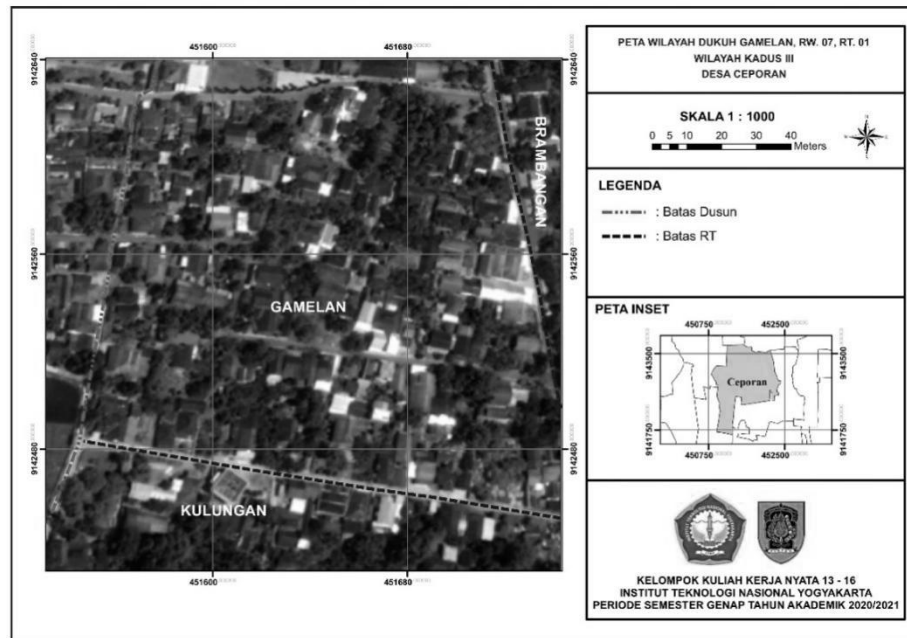 PETA WILAYAH DUKUH GAMELAN, RW. 07, RT. 01
WILAYAH KADUS III
DESA CEPORAN
SKALA 1 : 1000
0 5 10 20 30 40
Meters
LEGENDA
: Batas Dusun
: Batas RT
PETA INSET
450750 452500
9143500 9143500
Ceporan
9141750 9141750
450750 452500
KELOMPOK KULIAH KERJA NYATA 13 - 16
INSTITUT TEKNOLOGI NASIONAL YOGYAKARTA
PERIODE SEMESTER GENAP TAHUN AKADEMIK 2020/2021
451600 451680
9142640 9142640
BRAMBANGAN
9142560 9142560
GAMELAN
9142480 9142480
KULUNGAN
451600 451680